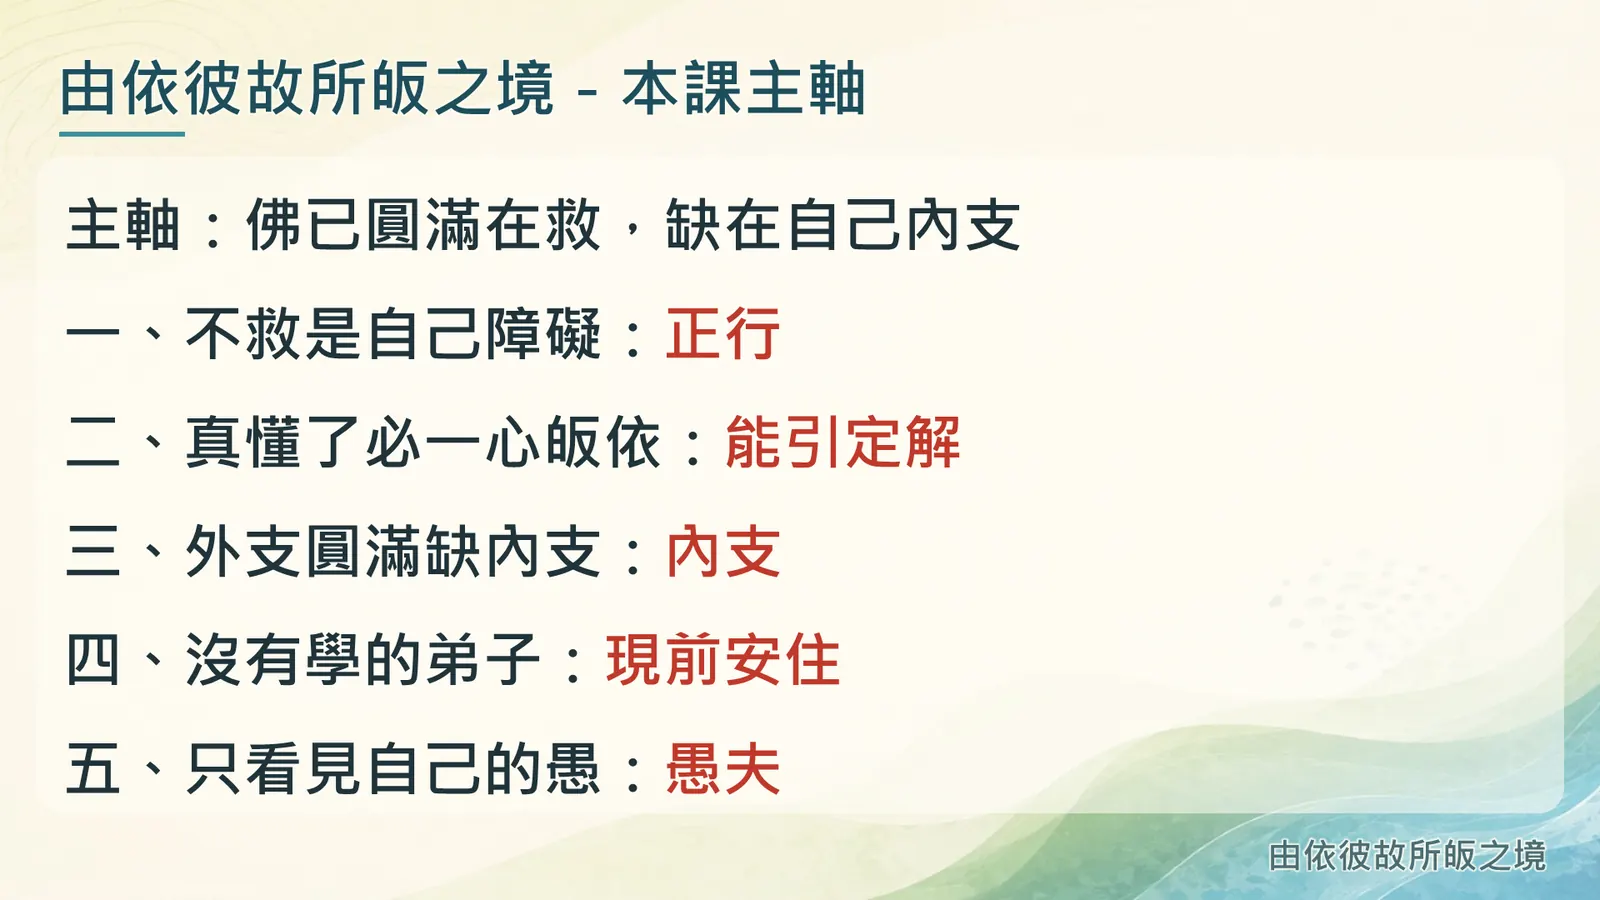 由依彼故所皈之境 - 本課主軸
主軸：佛已圓滿在救，缺在自己內支
一、不救是自己障礙：正行
二、真懂了必一心皈依：能引定解
三、外支圓滿缺內支：內支
四、沒有學的弟子：現前安住
五、只看見自己的愚：愚夫
由依彼故所皈之境